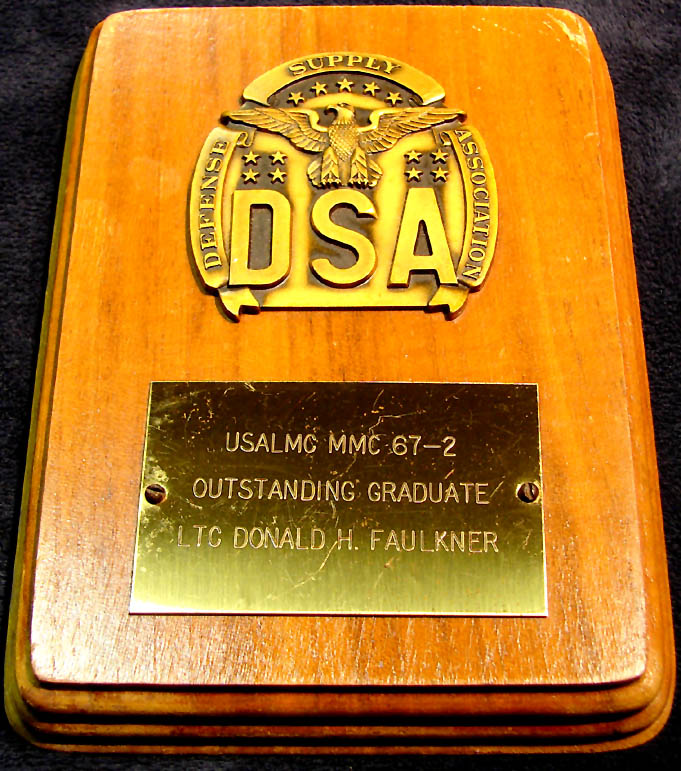 SUPPLY
DEFENSE
ASSOCIATION
DSA
USALMC MMC 67-2
OUTSTANDING GRADUATE
LTC DONALD H. FAULKNER